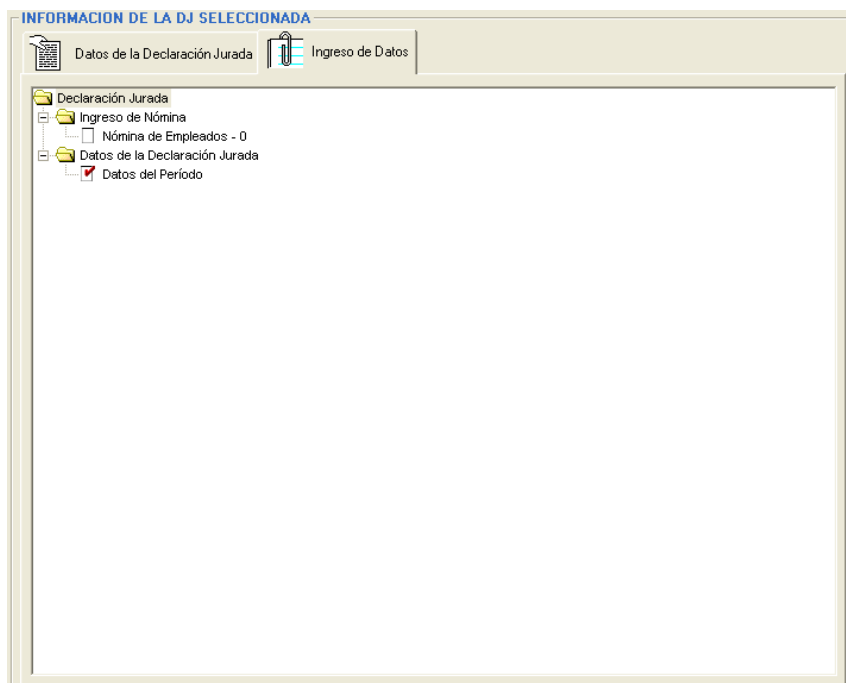 INFORMACION DE LA DJ SELECCIONADA
Datos de la Declaración Jurada
Ingreso de Datos
Declaración Jurada
Ingreso de Nómina
Nómina de Empleados - 0
Datos de la Declaración Jurada
Datos del Período